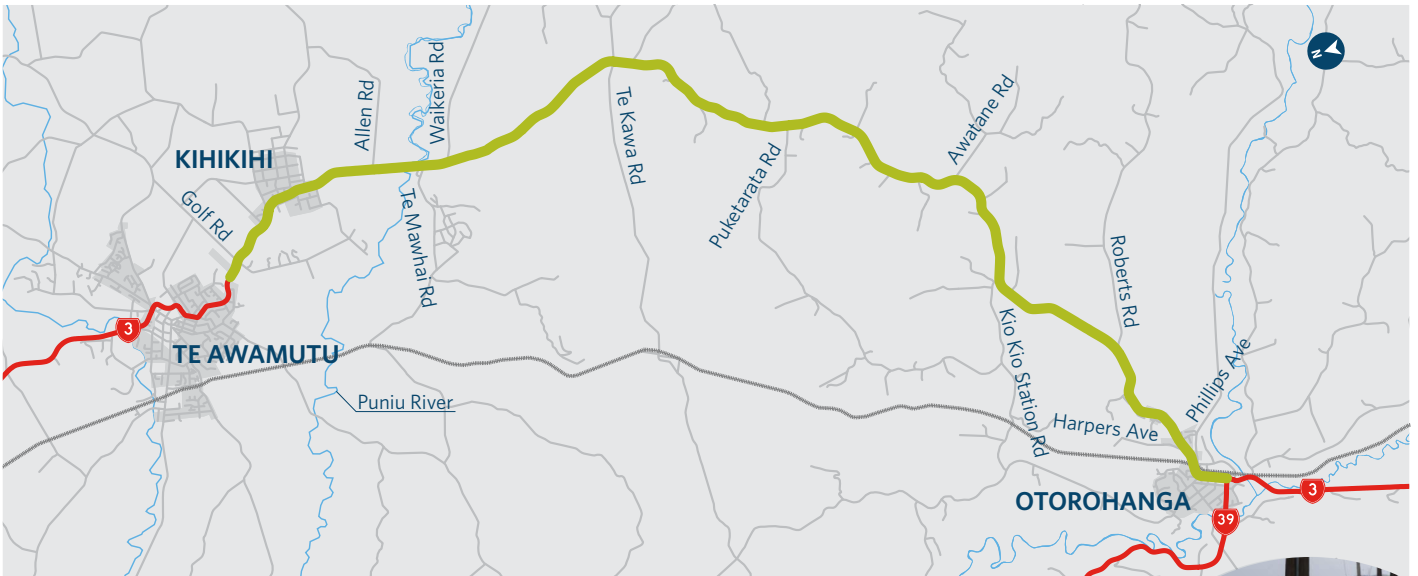 N
Waikeria Rd
Allen Rd
Awatane Rd
Te Kawa Rd
KIHIKIHI
Puketarata Rd
Golf Rd
Te Mawhai Rd
Roberts Rd
3
TE AWAMUTU
Kio Kio Station Rd
Phillips Ave
Puniu River
Harpers Ave
OTOROHANGA
3
39